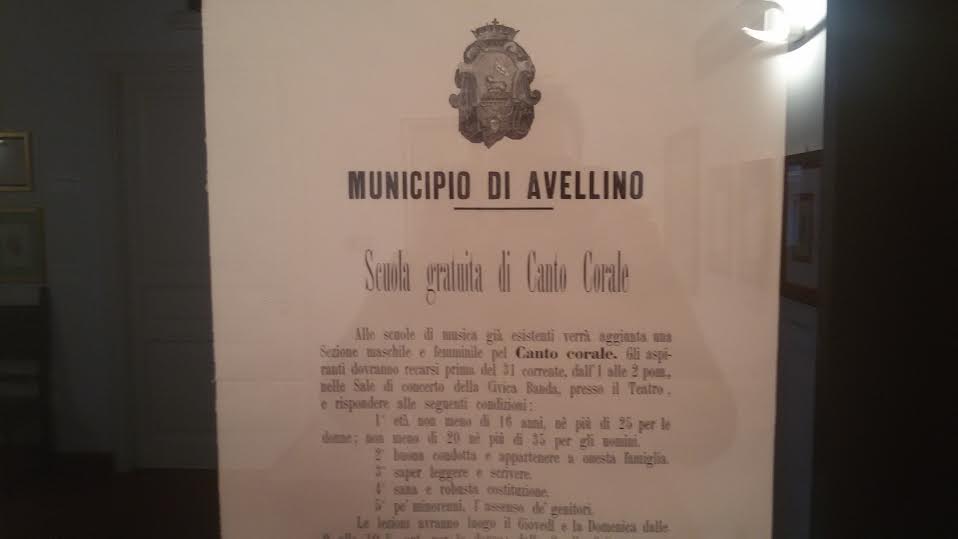 MUNICIPIO DI AVELLINO
Scuola gratuita di Canto Corale
Alle scuole di musica già esistenti verrà aggiunta una
Sezione maschile e femminile pel Canto corale. Gli aspi-
ranti dovranno recarsi prima del 31 corrente, dall'1 alle 2 pom.,
nelle Sale di concerto della Civica Banda, presso il Teatro,
e rispondere alle seguenti condizioni:
1° età non meno di 16 anni, nè più di 25 per le
donne; non meno di 20 nè più di 35 per gli uomini.
2° buona condotta e appartenere a onesta famiglia.
3° saper leggere e scrivere.
4° sana e robusta costituzione.
5° pe' minorenni, l'assenso de' genitori.
Le lezioni avranno luogo il Giovedì e la Domenica dalle